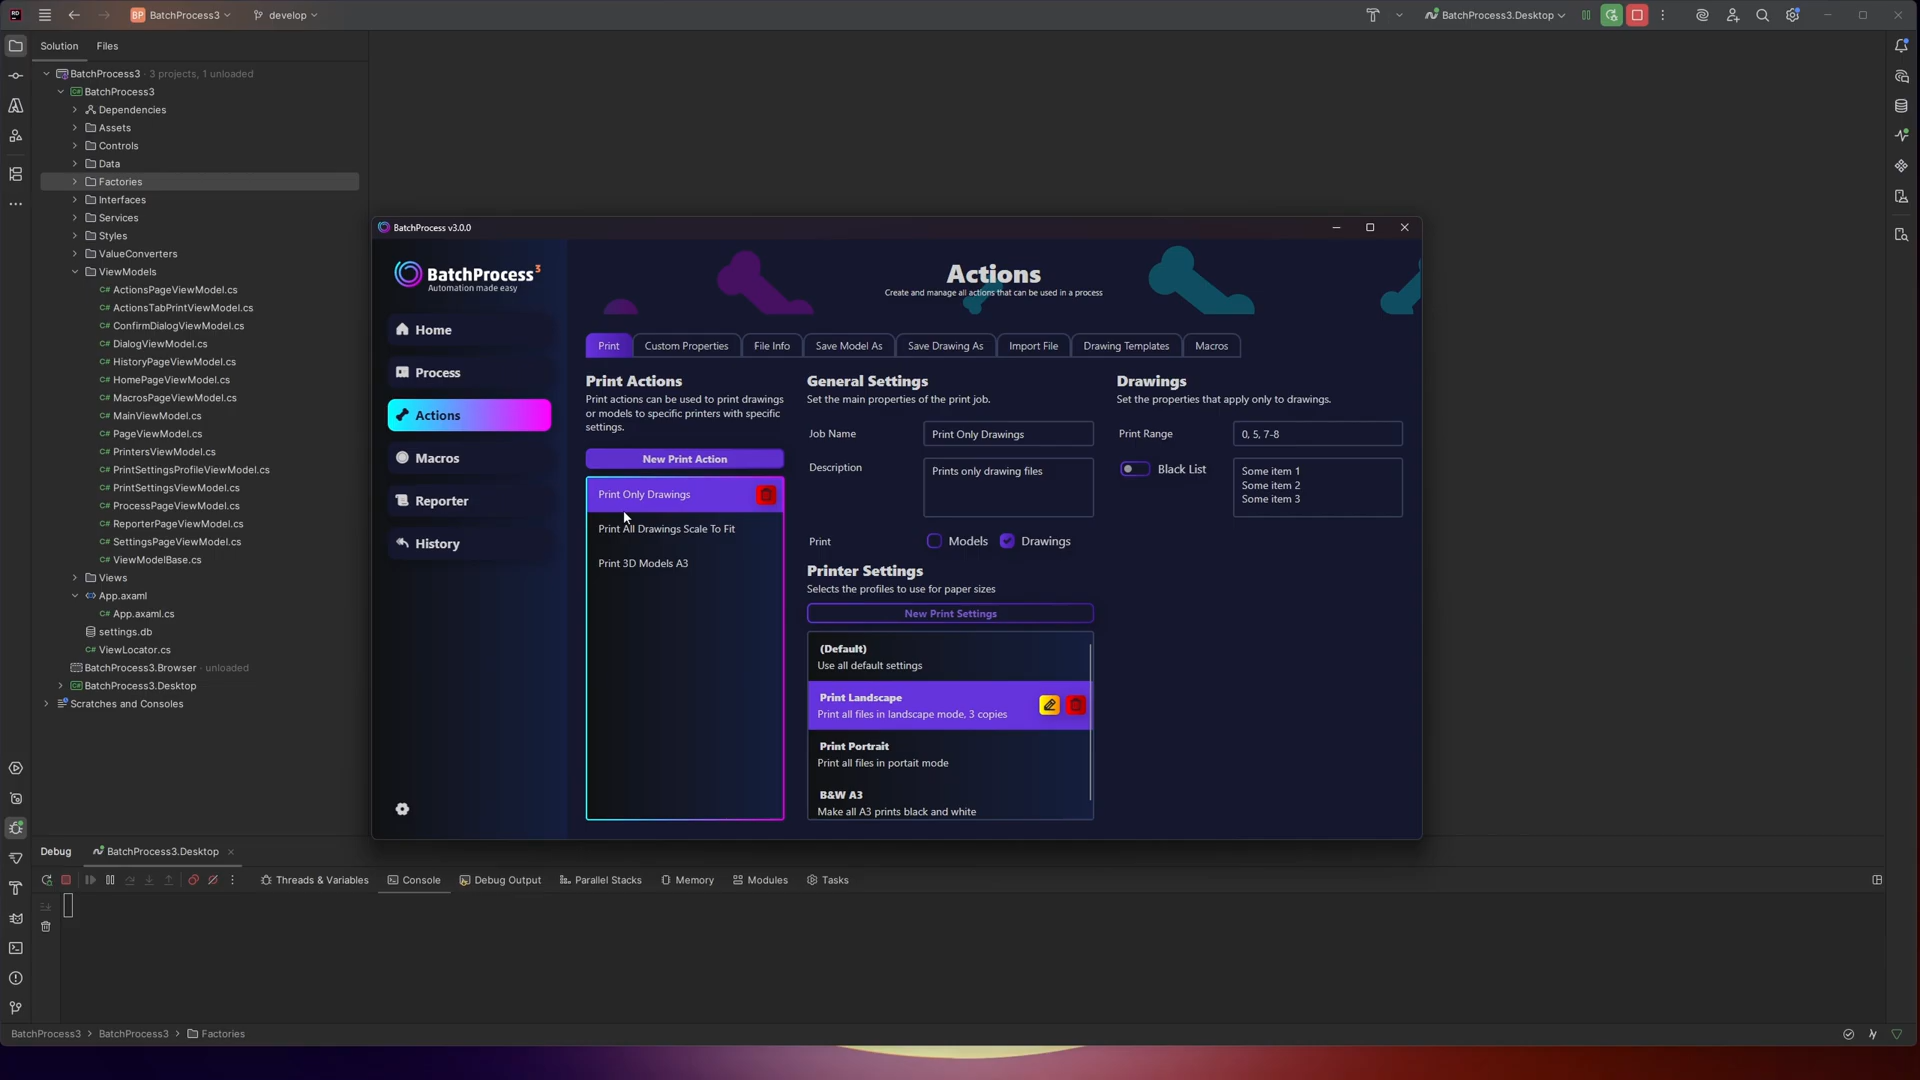 BP BatchProcess3
develop
BatchProcess3.Desktop
Solution
Files
BatchProcess3 · 3 projects, 1 unloaded
BatchProcess3
Dependencies
Assets
Controls
Data
Factories
Interfaces
Services
Styles
ValueConverters
ViewModels
C# ActionsPageViewModel.cs
C# ActionsTabPrintViewModel.cs
C# ConfirmDialogViewModel.cs
C# DialogViewModel.cs
C# HistoryPageViewModel.cs
C# HomePageViewModel.cs
C# MacrosPageViewModel.cs
C# MainViewModel.cs
C# PageViewModel.cs
C# PrintersViewModel.cs
C# PrintSettingsProfileViewModel.cs
C# PrintSettingsViewModel.cs
C# ProcessPageViewModel.cs
C# ReporterPageViewModel.cs
C# SettingsPageViewModel.cs
C# ViewModelBase.cs
Views
App.axaml
C# App.axaml.cs
settings.db
C# ViewLocator.cs
BatchProcess3.Browser · unloaded
BatchProcess3.Desktop
Scratches and Consoles
BatchProcess v3.0.0
BatchProcess3
Automation made easy
Home
Process
Actions
Macros
Reporter
History
Actions
Create and manage all actions that can be used in a process
Print
Custom Properties
File Info
Save Model As
Save Drawing As
Import File
Drawing Templates
Macros
Print Actions
Print actions can be used to print drawings
or models to specific printers with specific
settings.
New Print Action
Print Only Drawings
Print All Drawings Scale To Fit
Print 3D Models A3
General Settings
Set the main properties of the print job.
Job Name
Print Only Drawings
Description
Prints only drawing files
Print
Models
Drawings
Printer Settings
Selects the profiles to use for paper sizes
New Print Settings
(Default)
Use all default settings
Print Landscape
Print all files in landscape mode, 3 copies
Print Portrait
Print all files in portait mode
B&W A3
Make all A3 prints black and white
Drawings
Set the properties that apply only to drawings.
Print Range
0, 5, 7-8
Black List
Some item 1
Some item 2
Some item 3
Debug
BatchProcess3.Desktop
Threads & Variables
Console
Debug Output
Parallel Stacks
Memory
Modules
Tasks
BatchProcess3 > BatchProcess3 > Factories